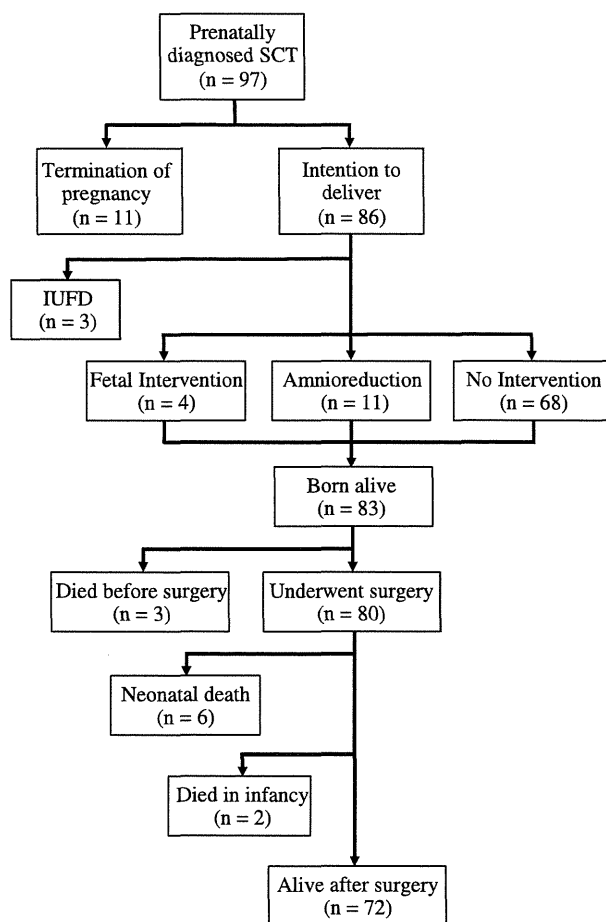 Prenatally
diagnosed SCT
(n = 97)
Termination of
pregnancy
(n = 11)
Intention to
deliver
(n = 86)
IUFD
(n = 3)
Fetal Intervention
(n = 4)
Amnioreduction
(n = 11)
No Intervention
(n = 68)
Born alive
(n = 83)
Died before surgery
(n = 3)
Underwent surgery
(n = 80)
Neonatal death
(n = 6)
Died in infancy
(n = 2)
Alive after surgery
(n = 72)